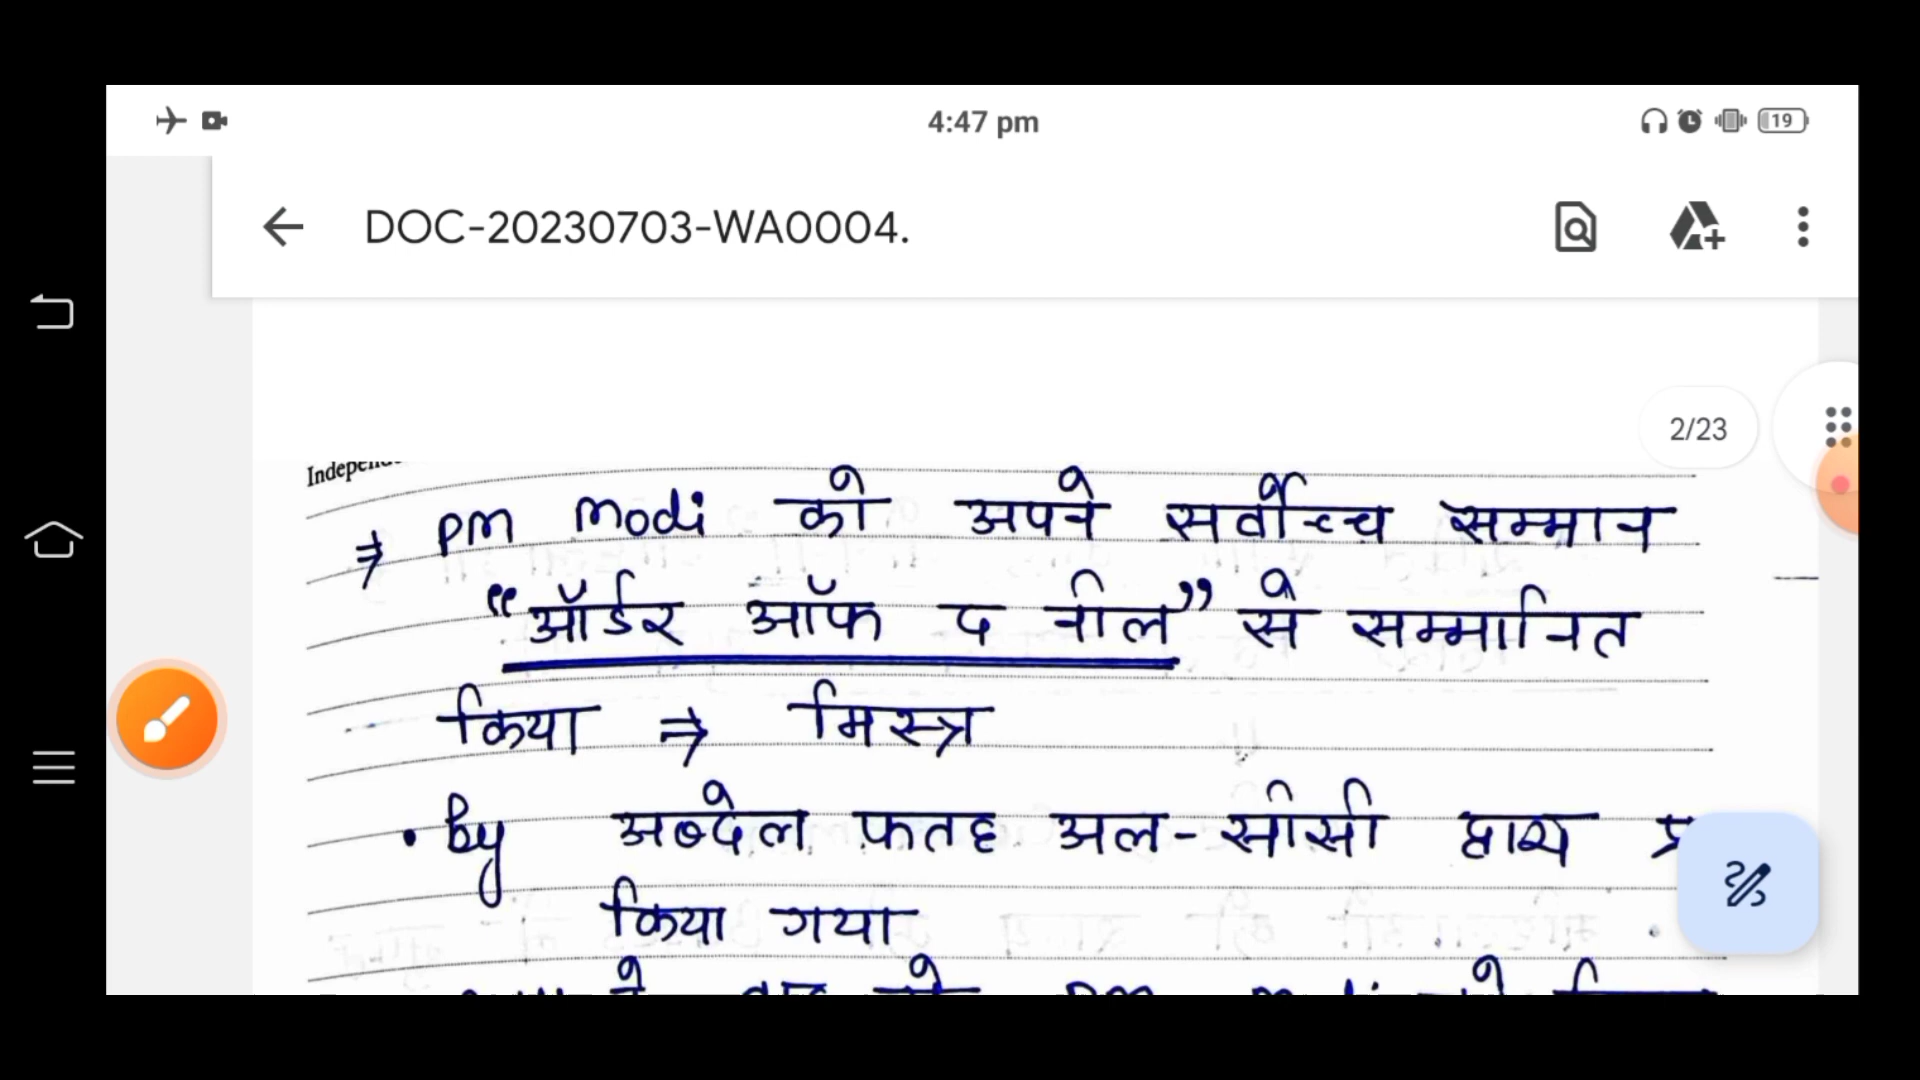 4:47 pm
19
DOC-20230703-WA0004.
2/23
⇒ PM Modi को अपने सर्वोच्च सम्मान
“ऑर्डर ऑफ द नील” से सम्मानित
किया ⇒ मिस्त्र
• By अब्देल फतह अल-सीसी द्वारा
किया गया